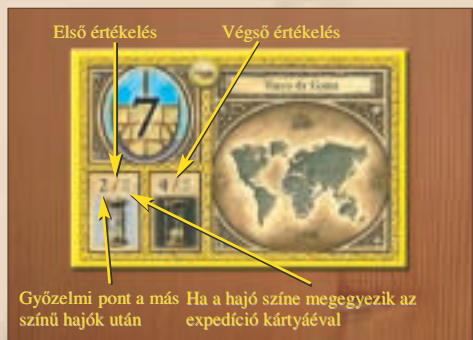 Első értékelés Végső értékelés
Vasco da Gama
7
2 / 4 /
Győzelmi pont a más Ha a hajó színe megegyezik az
színű hajók után expedíció kártyáéval